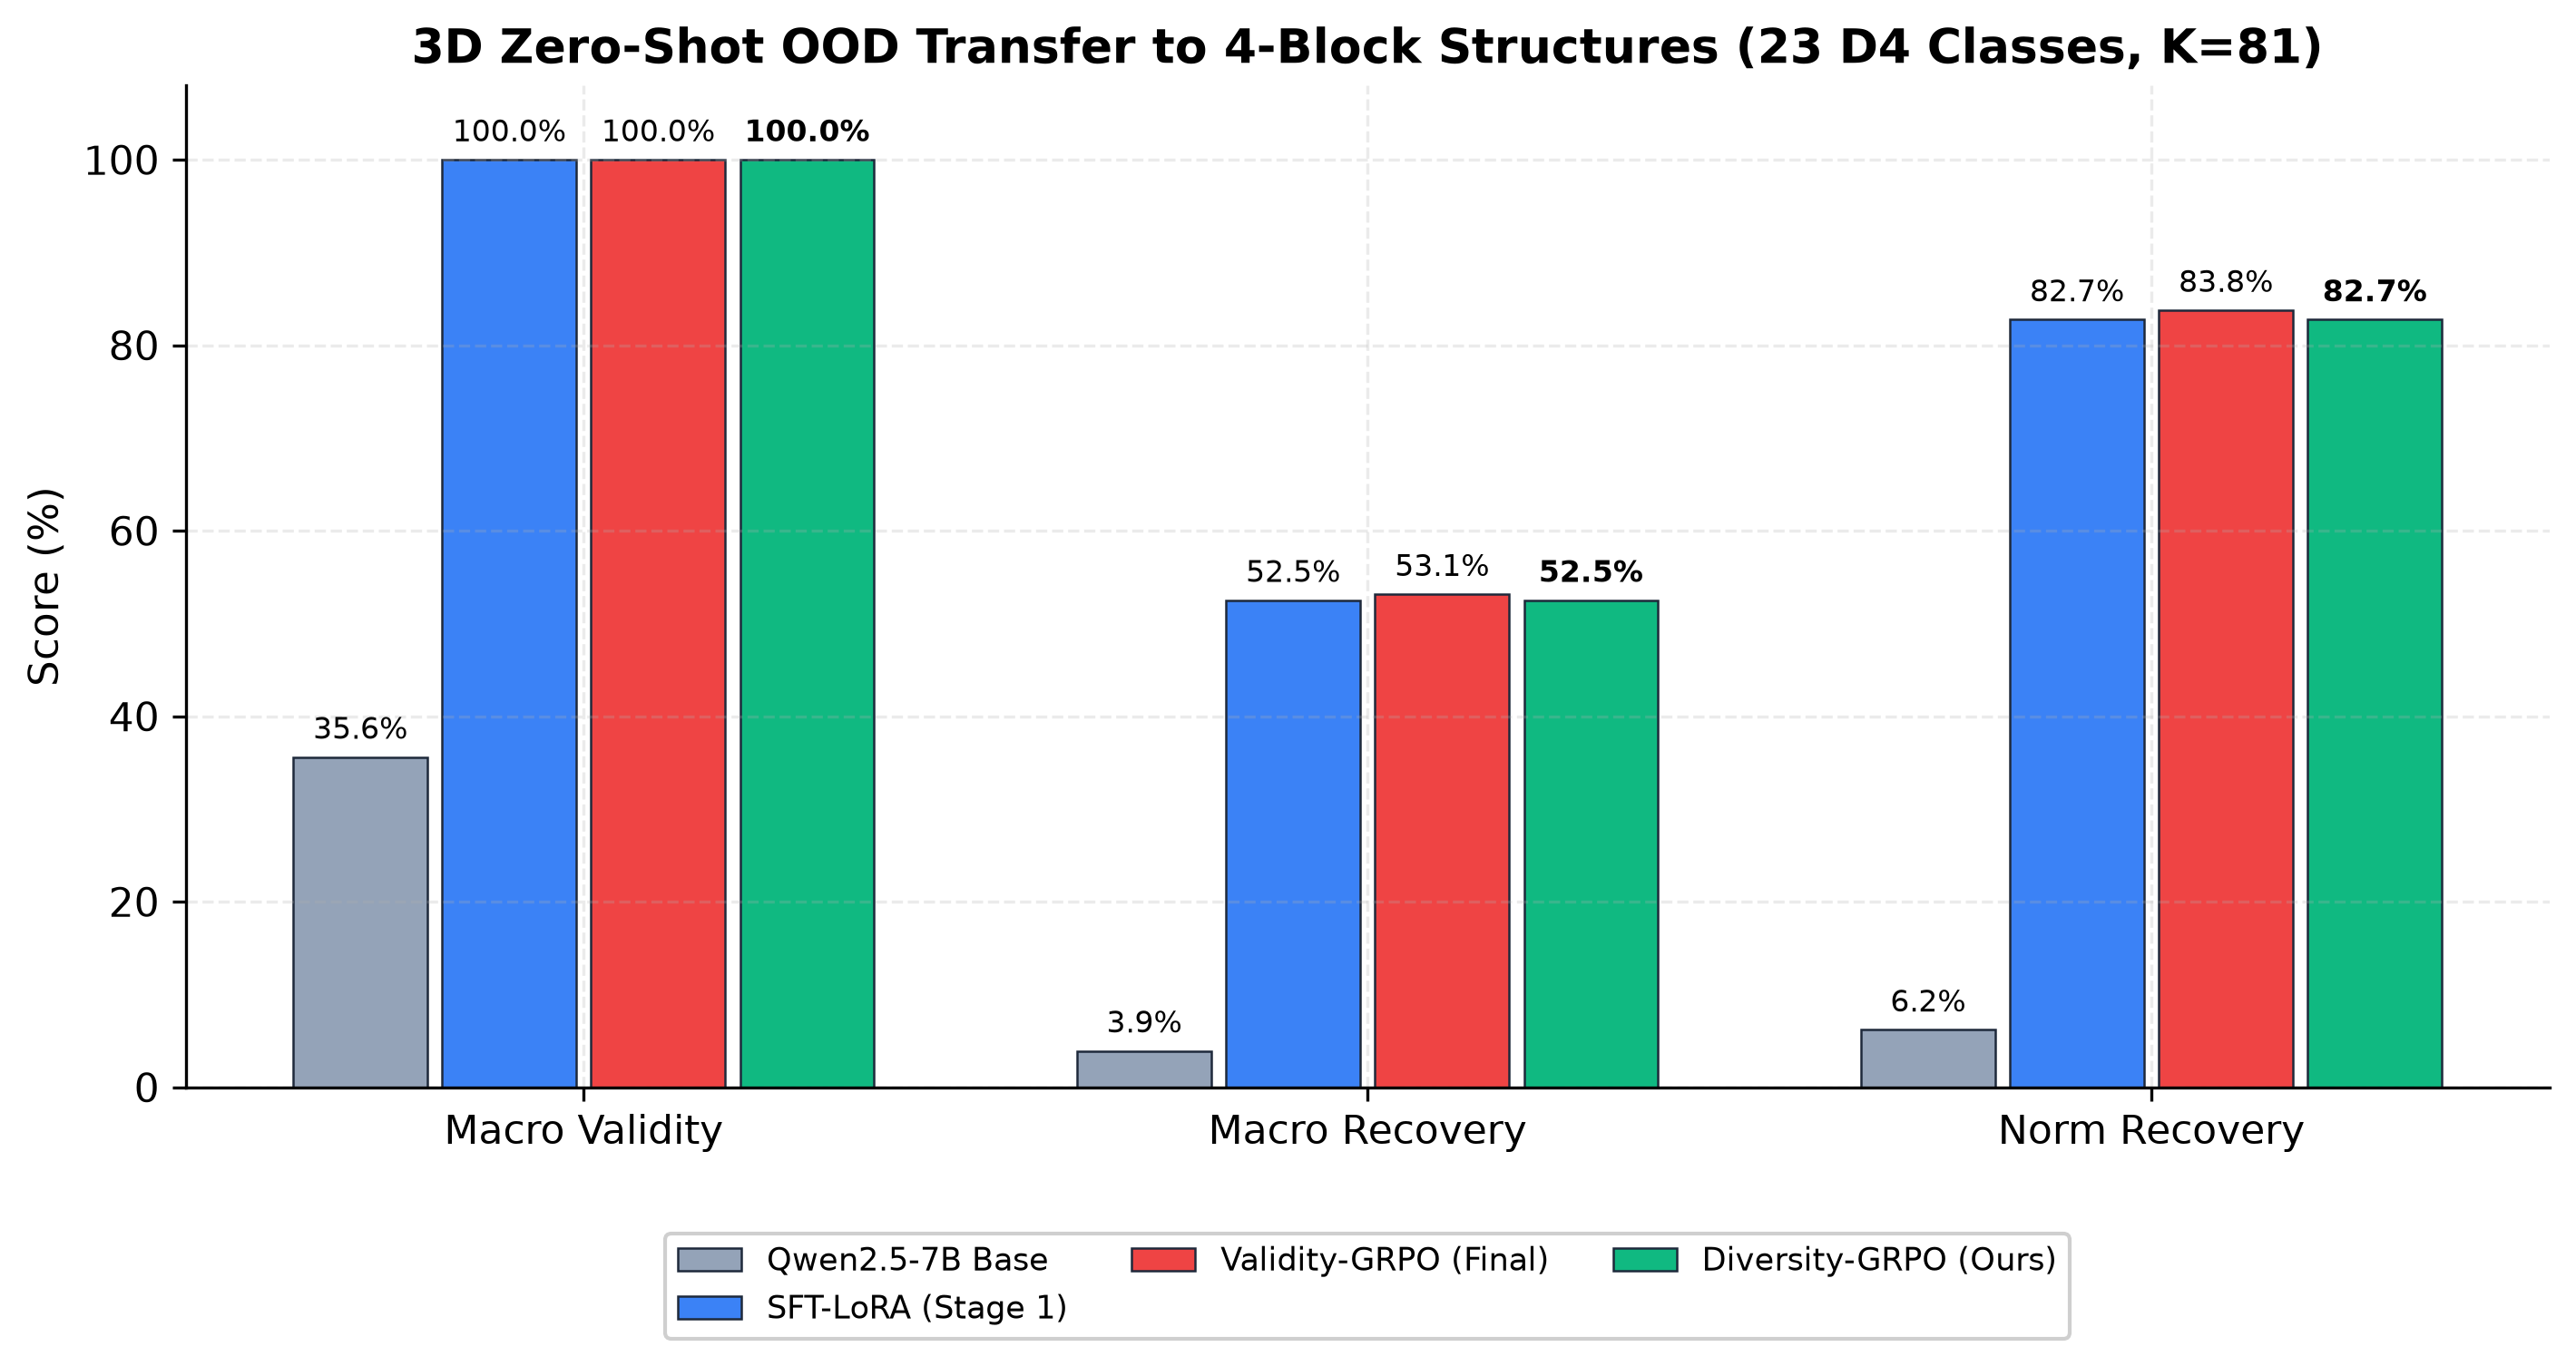 3D Zero-Shot OOD Transfer to 4-Block Structures (23 D4 Classes, K=81)
Score (%)
100
80
60
40
20
0
35.6%
100.0%
100.0%
100.0%
3.9%
52.5%
53.1%
52.5%
6.2%
82.7%
83.8%
82.7%
Macro Validity
Macro Recovery
Norm Recovery
Qwen2.5-7B Base
SFT-LoRA (Stage 1)
Validity-GRPO (Final)
Diversity-GRPO (Ours)